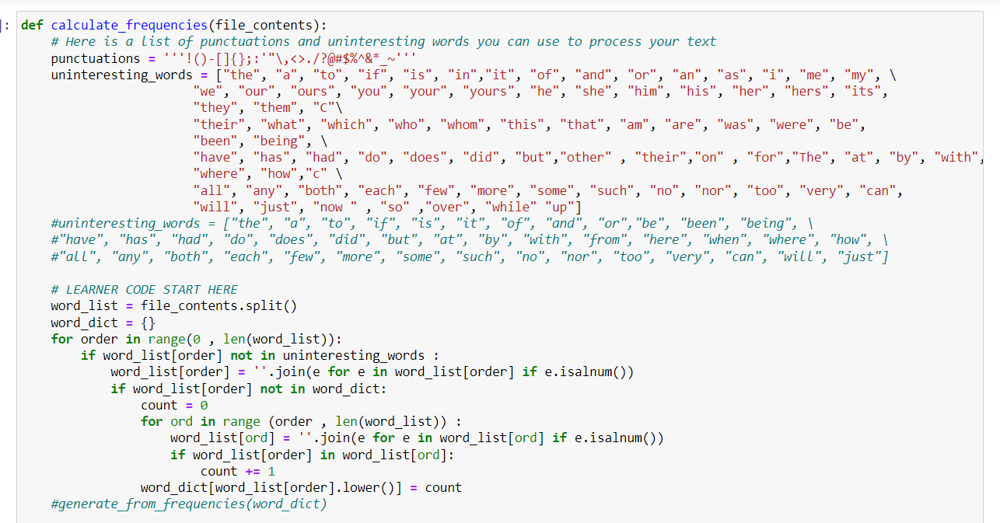 ]: def calculate_frequencies(file_contents):
    # Here is a list of punctuations and uninteresting words you can use to process your text
    punctuations = '''!()-[]{};:'"\,<>./?@#$%^&*_~'''
    uninteresting_words = ["the", "a", "to", "if", "is", "in","it", "of", "and", "or", "an", "as", "i", "me", "my", \
                       "we", "our", "ours", "you", "your", "yours", "he", "she", "him", "his", "her", "hers", "its",
                       "they", "them", "C"\
                       "their", "what", "which", "who", "whom", "this", "that", "am", "are", "was", "were", "be",
                       "been", "being", \
                       "have", "has", "had", "do", "does", "did", "but","other" , "their","on" , "for","The", "at", "by", "with",
                       "where", "how","c" \
                       "all", "any", "both", "each", "few", "more", "some", "such", "no", "nor", "too", "very", "can",
                       "will", "just", "now " , "so" ,"over", "while" "up"]
    #uninteresting_words = ["the", "a", "to", "if", "is", "it", "of", "and", "or","be", "been", "being", \
    #"have", "has", "had", "do", "does", "did", "but", "at", "by", "with", "from", "here", "when", "where", "how", \
    #"all", "any", "both", "each", "few", "more", "some", "such", "no", "nor", "too", "very", "can", "will", "just"]
    # LEARNER CODE START HERE
    word_list = file_contents.split()
    word_dict = {}
    for order in range(0 , len(word_list)):
        if word_list[order] not in uninteresting_words :
            word_list[order] = ''.join(e for e in word_list[order] if e.isalnum())
            if word_list[order] not in word_dict:
                count = 0
                for ord in range (order , len(word_list)) :
                    word_list[ord] = ''.join(e for e in word_list[ord] if e.isalnum())
                    if word_list[order] in word_list[ord]:
                        count += 1
                word_dict[word_list[order].lower()] = count
    #generate_from_frequencies(word_dict)